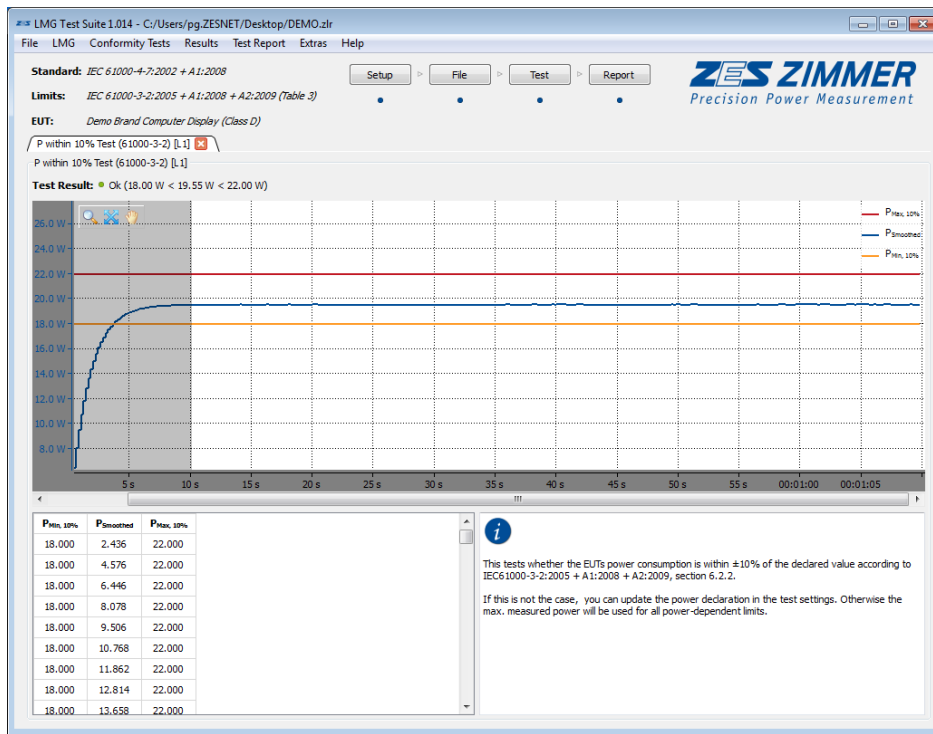 ZES LMG Test Suite 1.014 - C:/Users/pg.ZESNET/Desktop/DEMO.zlr
File LMG Conformity Tests Results Test Report Extras Help
Standard: IEC 61000-4-7:2002 + A1:2008
Limits: IEC 61000-3-2:2005 + A1:2008 + A2:2009 (Table 3)
EUT: Demo Brand Computer Display (Class D)
Setup File Test Report
ZES ZIMMER
Precision Power Measurement
P within 10% Test (61000-3-2) [L1]
P within 10% Test (61000-3-2) [L1]
Test Result: Ok (18.00 W < 19.55 W < 22.00 W)
26.0 W
24.0 W
22.0 W
20.0 W
18.0 W
16.0 W
14.0 W
12.0 W
10.0 W
8.0 W
PMax, 10%
PSmoothed
PMin, 10%
5 s 10 s 15 s 20 s 25 s 30 s 35 s 40 s 45 s 50 s 55 s 00:01:00 00:01:05
PMin, 10% PSmoothed PMax, 10%
18.000 2.436 22.000
18.000 4.576 22.000
18.000 6.446 22.000
18.000 8.078 22.000
18.000 9.506 22.000
18.000 10.768 22.000
18.000 11.862 22.000
18.000 12.814 22.000
18.000 13.658 22.000
i
This tests whether the EUTs power consumption is within ±10% of the declared value according to
IEC61000-3-2:2005 + A1:2008 + A2:2009, section 6.2.2.
If this is not the case, you can update the power declaration in the test settings. Otherwise the
max. measured power will be used for all power-dependent limits.